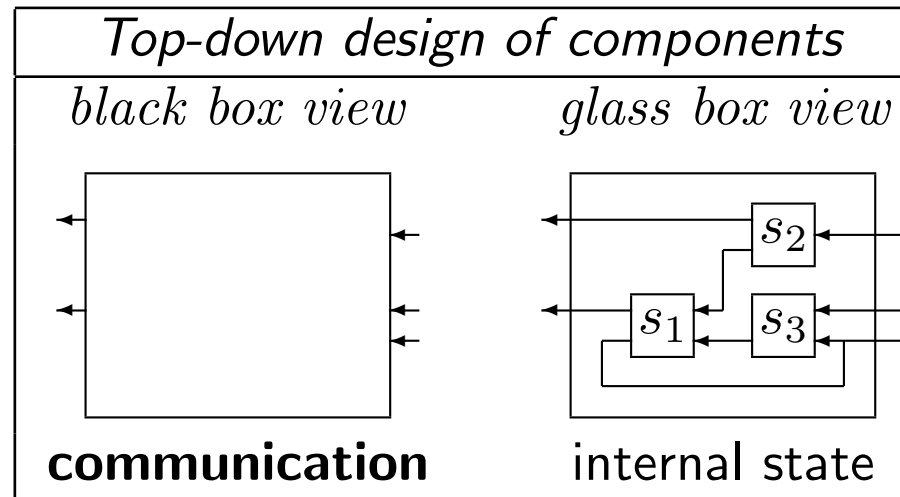 Top-down design of components
black box view
glass box view
s2
s1
s3
communication
internal state